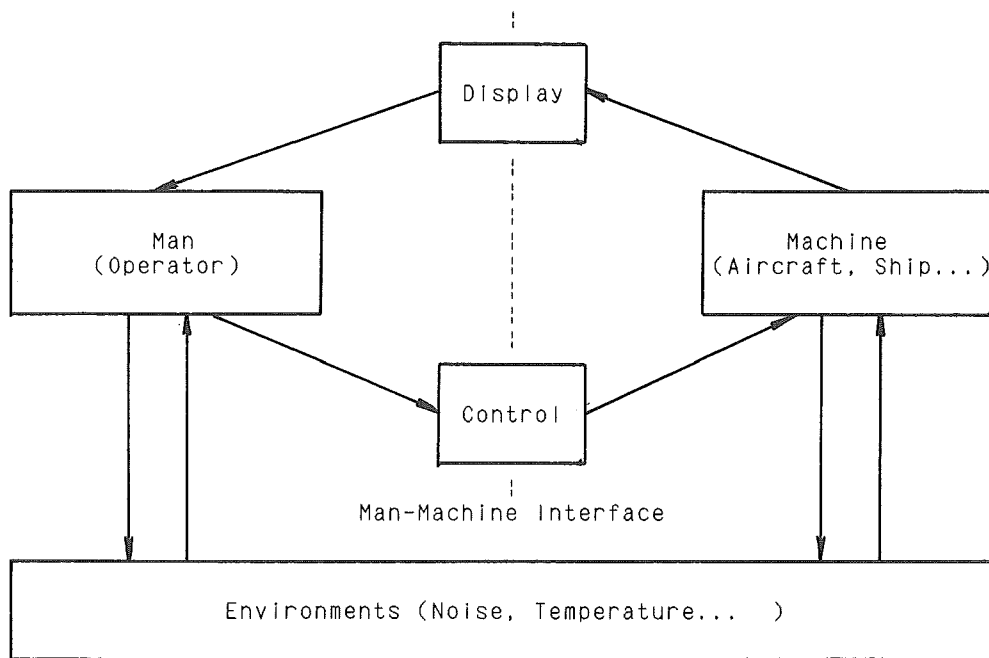 Display
Man
(Operator)
Machine
(Aircraft, Ship...)
Control
Man-Machine Interface
Environments (Noise, Temperature... )